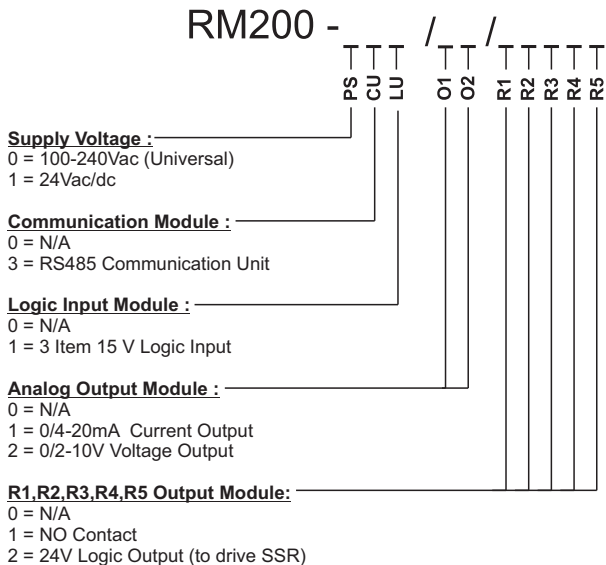 RM200 - _ _ _ / _ _ / _ _ _ _ _
PS CU LU O1 O2 R1 R2 R3 R4 R5
Supply Voltage :
0 = 100-240Vac (Universal)
1 = 24Vac/dc
Communication Module :
0 = N/A
3 = RS485 Communication Unit
Logic Input Module :
0 = N/A
1 = 3 Item 15 V Logic Input
Analog Output Module :
0 = N/A
1 = 0/4-20mA Current Output
2 = 0/2-10V Voltage Output
R1,R2,R3,R4,R5 Output Module:
0 = N/A
1 = NO Contact
2 = 24V Logic Output (to drive SSR)